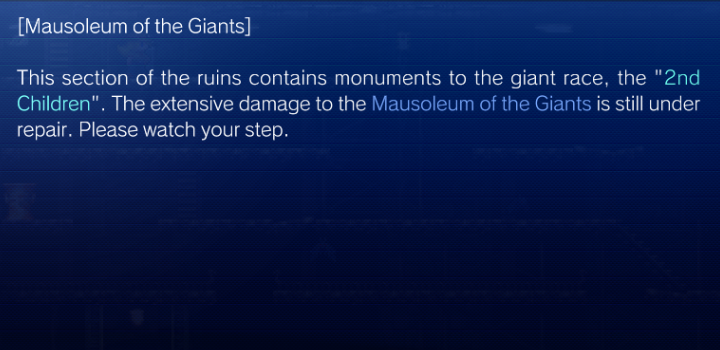 [Mausoleum of the Giants]
This section of the ruins contains monuments to the giant race, the "2nd
Children". The extensive damage to the Mausoleum of the Giants is still under
repair. Please watch your step.